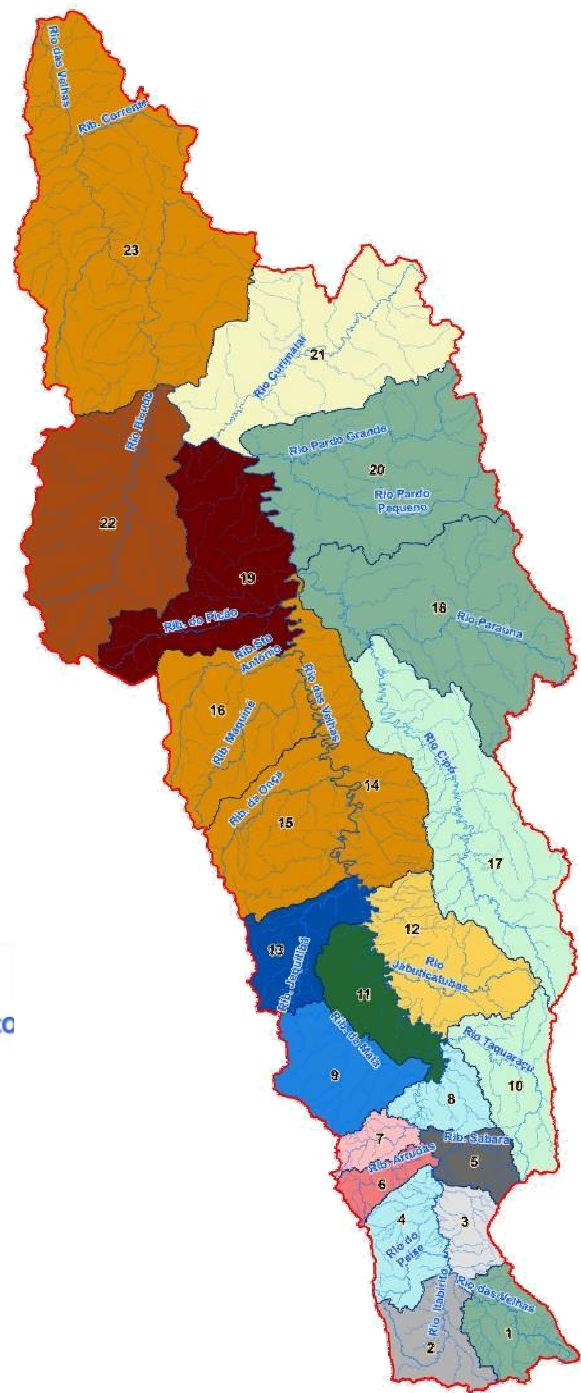 Rio das Velhas
Rib. Corrente
23
21
Rio Curimataí
Rio Bicudo
Rio Pardo Grande
20
Rio Pardo
Pequeno
22
19
18
Rib. do Picão
Rio Paraúna
Rib. Sto
Antônio
Rio das Velhas
16
Rib. Maquiné
Rio Cipó
14
Rib. da Onça
15
17
12
13
Rib. Jequitibá
Rio
Jabuticatubas
11
Rib. da Mata
Rio Taquaraçu
9
10
8
7
Rib. Sabará
Rib. Arrudas
5
6
4
3
Rio do
Peixe
Rio Itabirito
Rio das Velhas
1
2